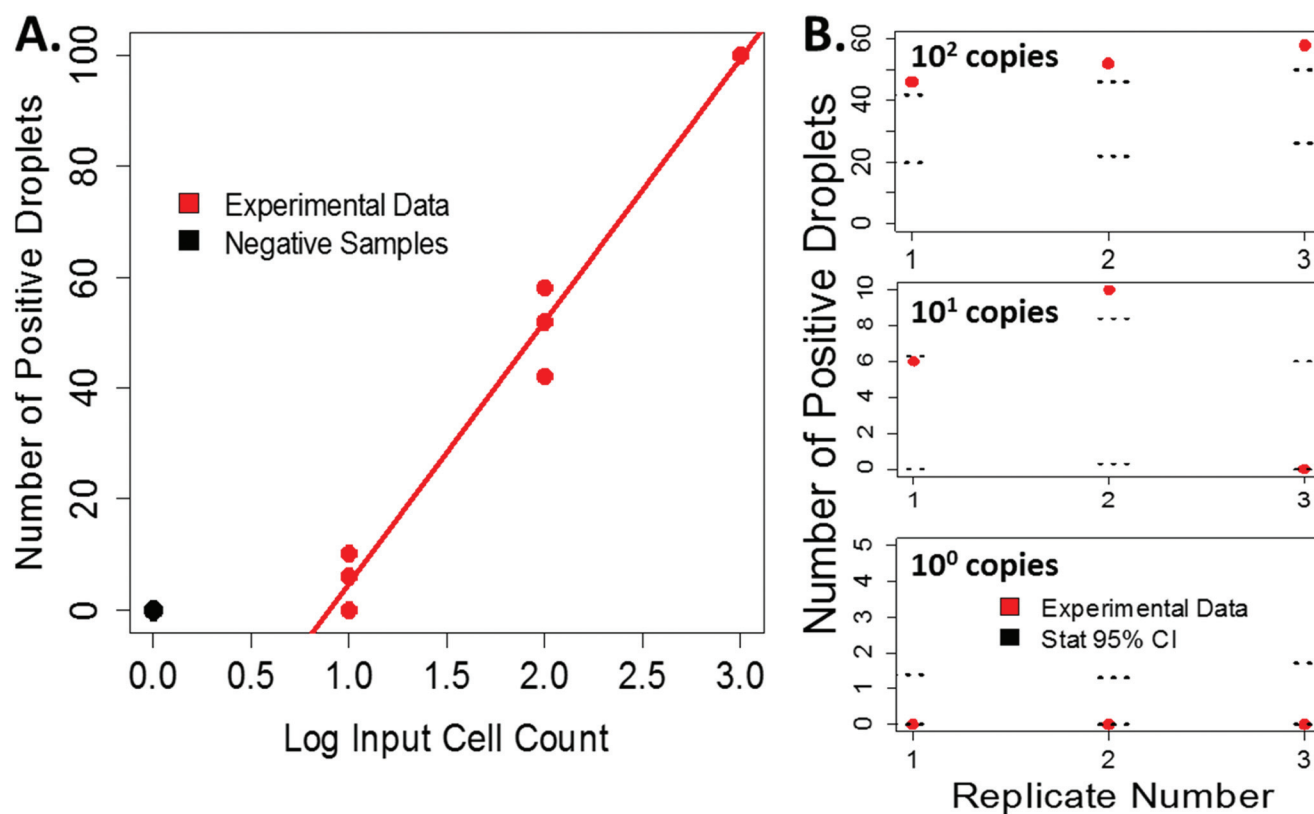 A.
Number of Positive Droplets
100
80
60
40
20
0
Experimental Data
Negative Samples
0.0 0.5 1.0 1.5 2.0 2.5 3.0
Log Input Cell Count
B.
Number of Positive Droplets
10² copies
60
40
20
0
1 2 3
10¹ copies
10
8
6
4
2
0
1 2 3
10⁰ copies
5
4
3
2
1
0
Experimental Data
Stat 95% CI
1 2 3
Replicate Number